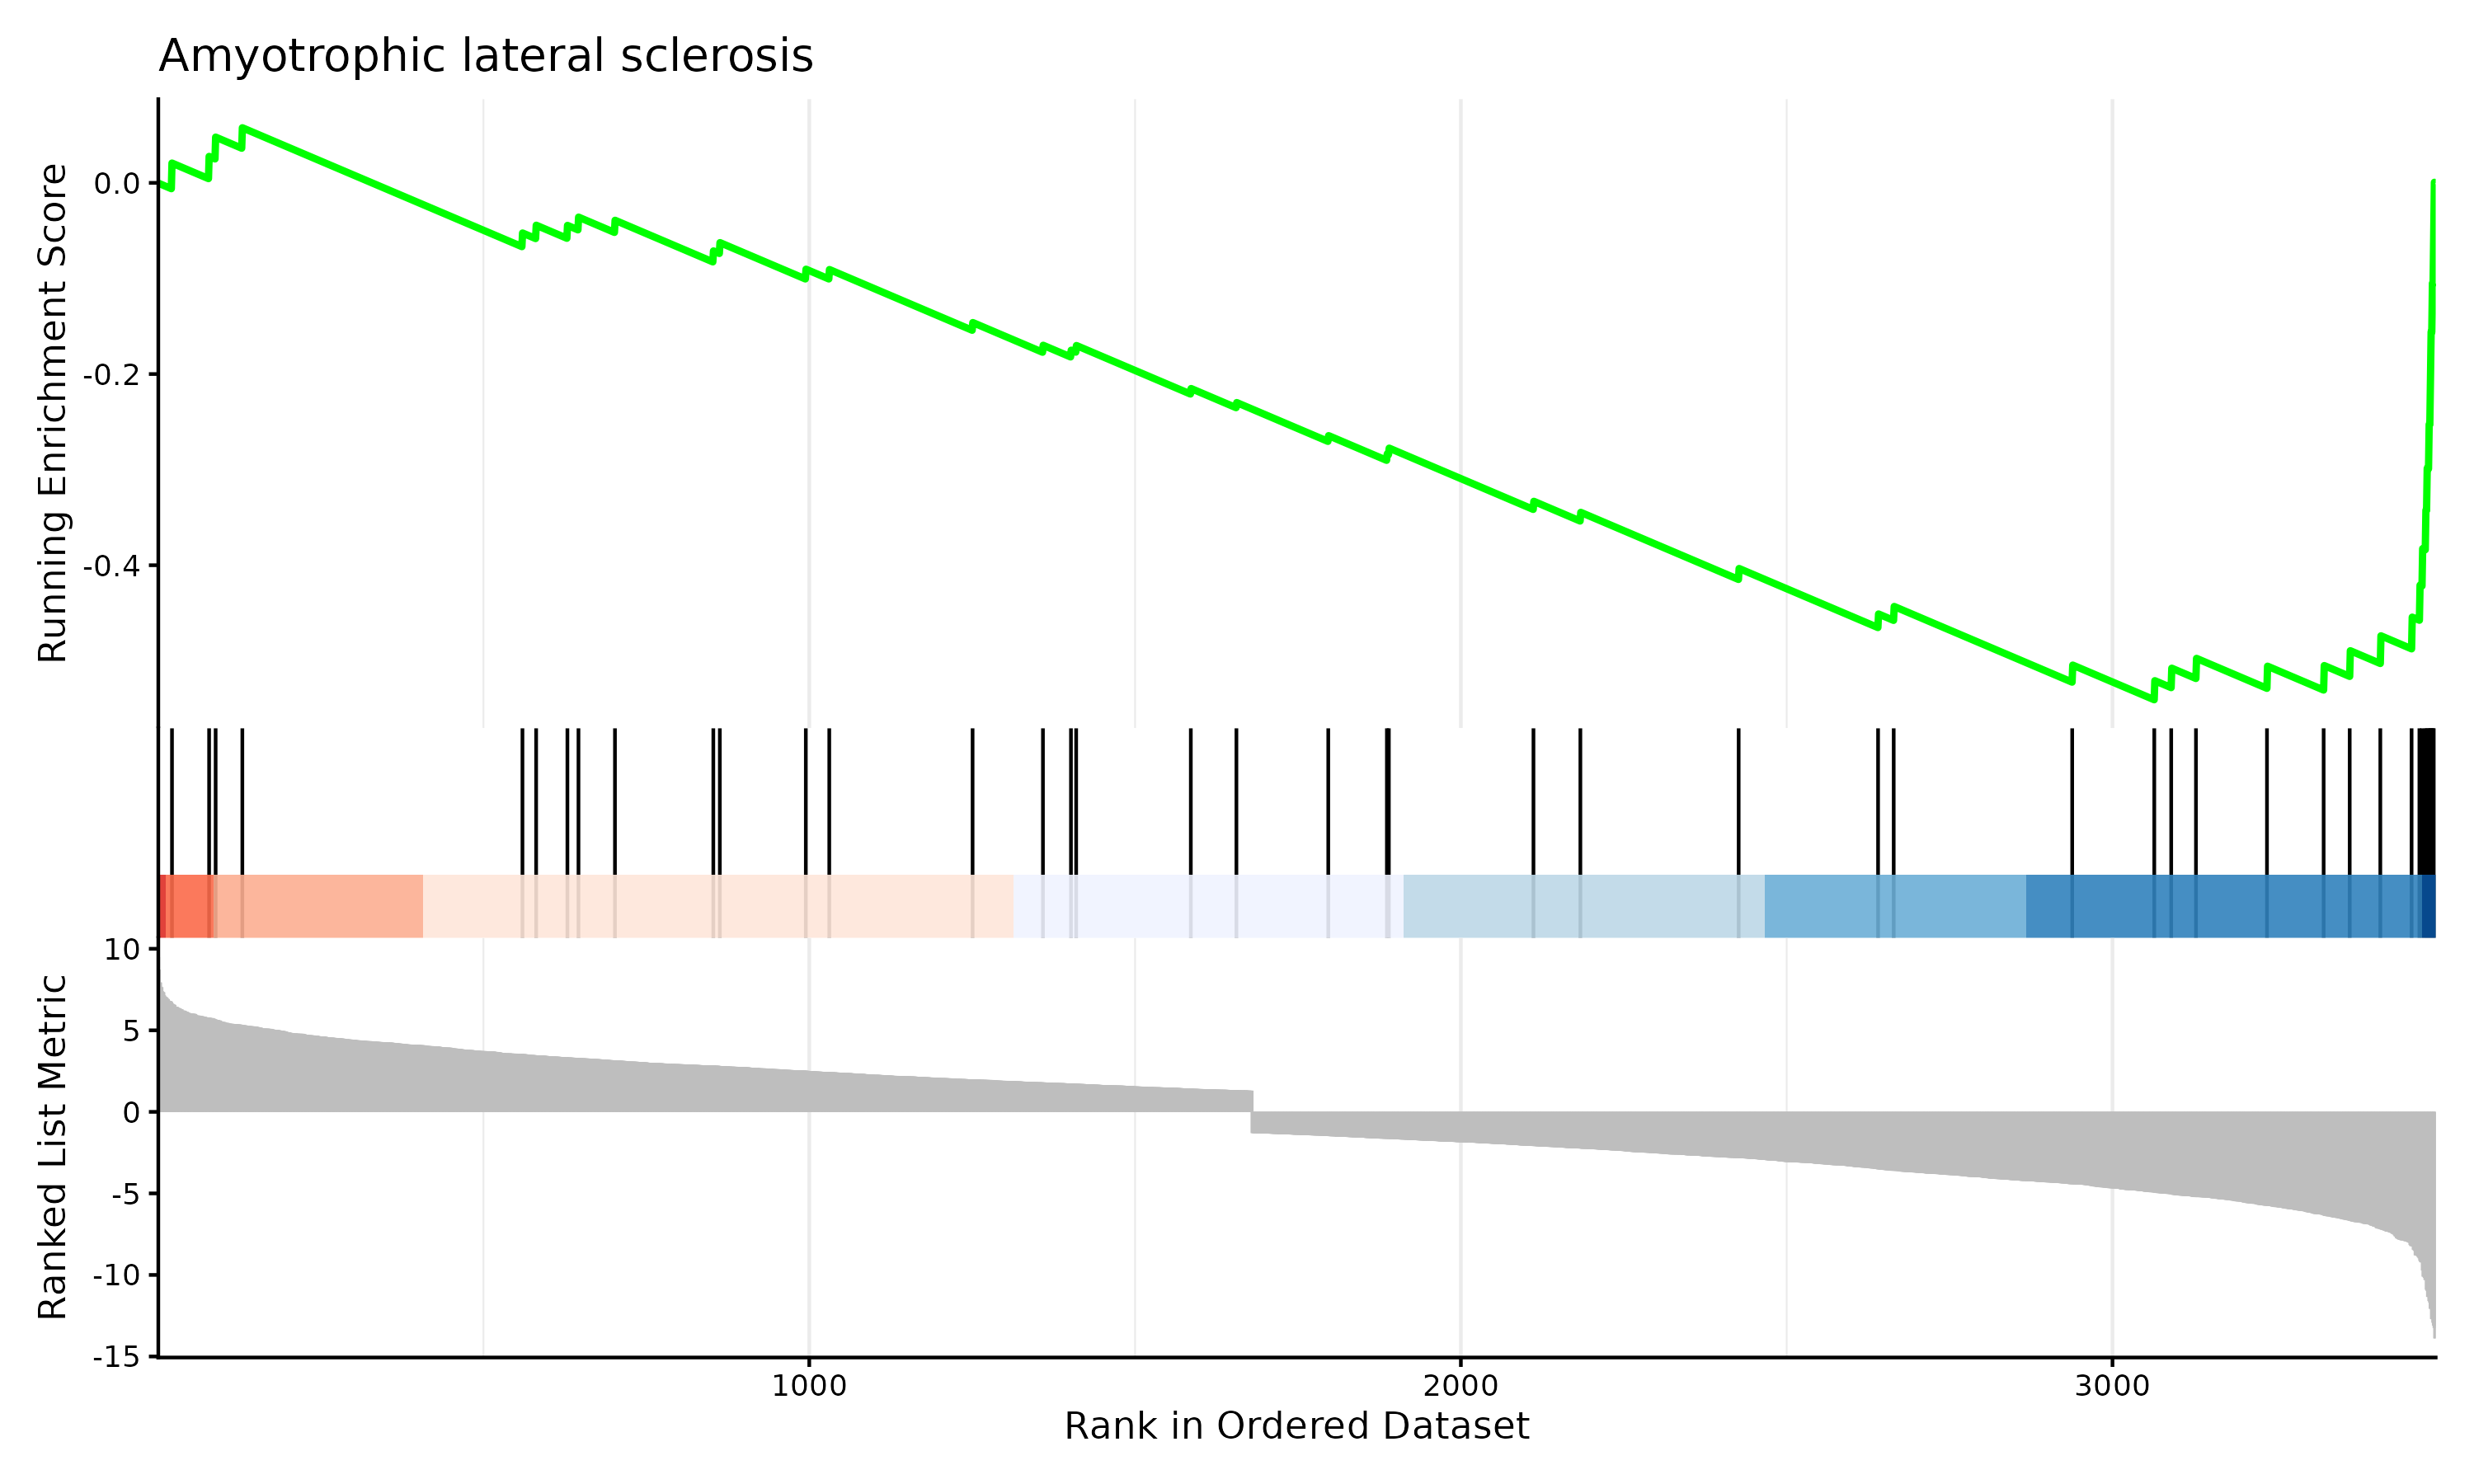 Amyotrophic lateral sclerosis
Running Enrichment Score
0.0
-0.2
-0.4
Ranked List Metric
10
5
0
-5
-10
-15
1000 2000 3000
Rank in Ordered Dataset